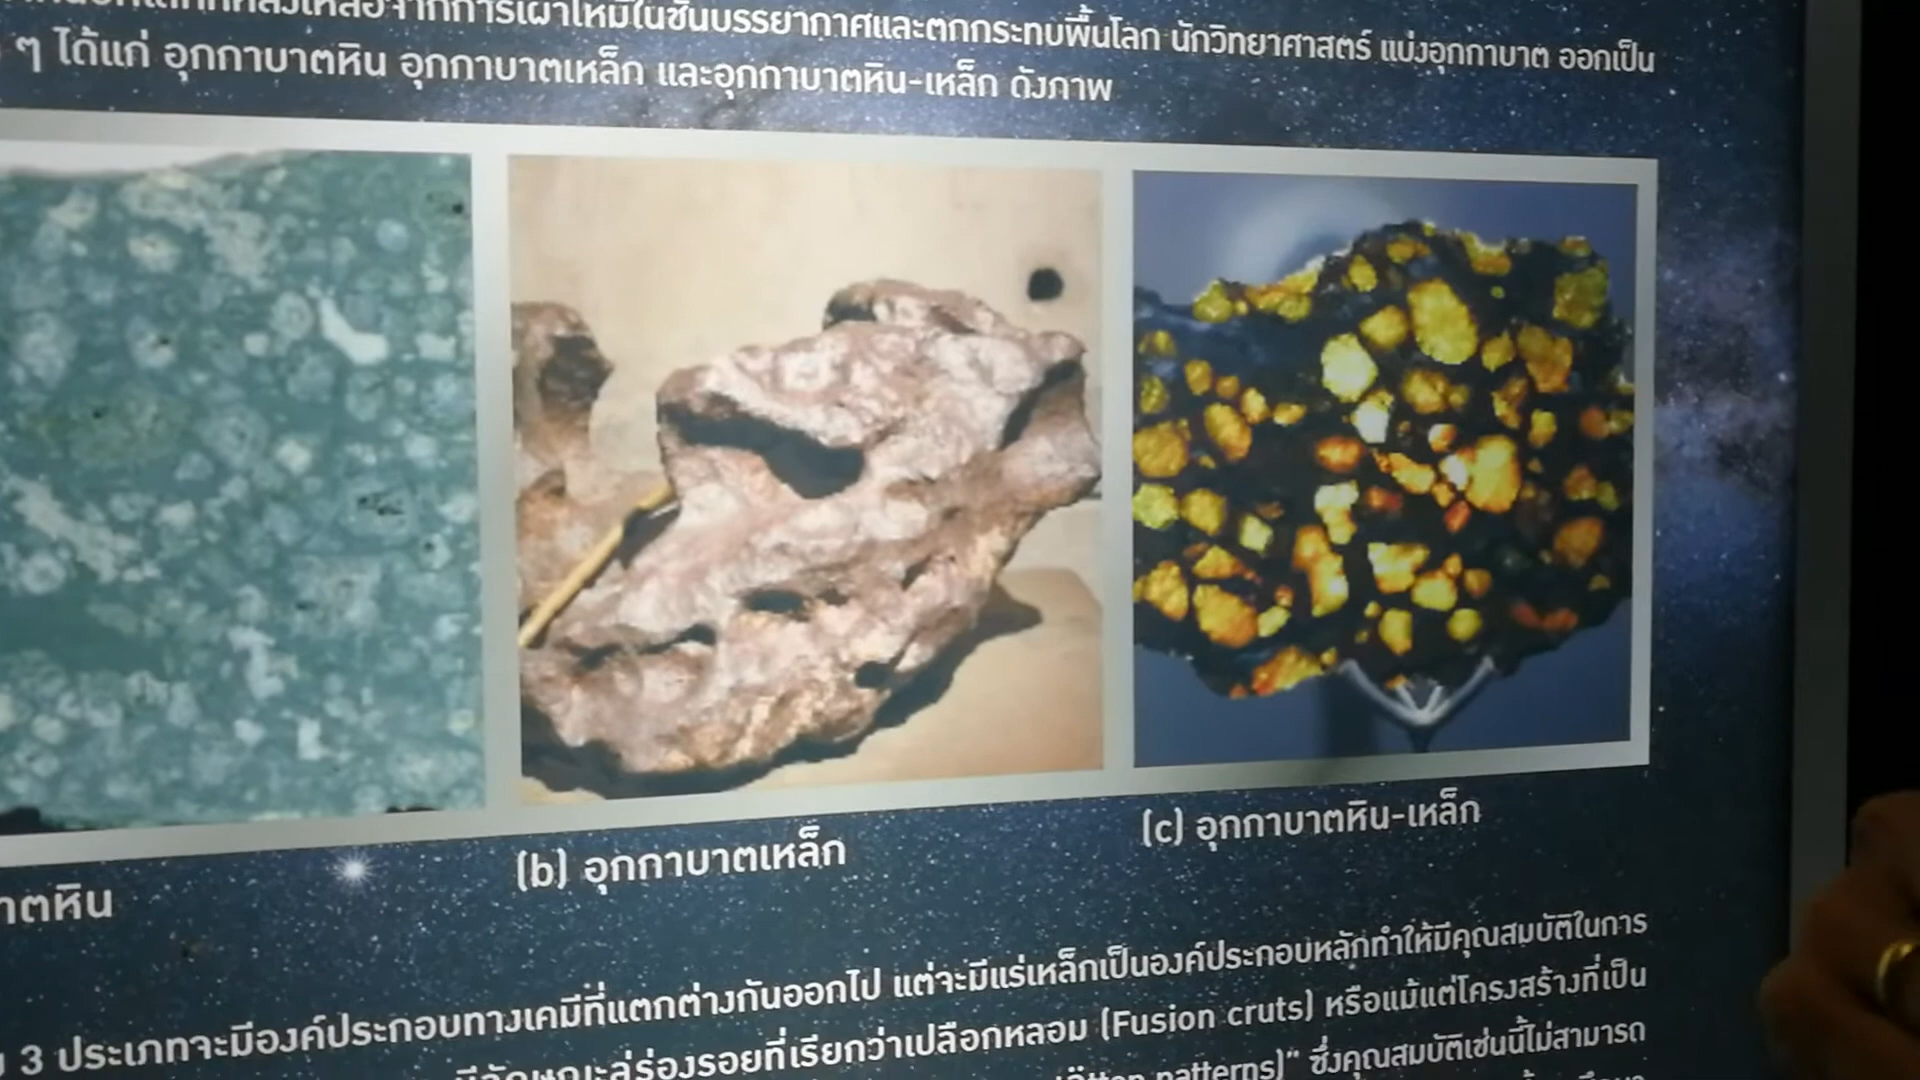 จากการเผาไหม้ในชั้นบรรยากาศและตกกระทบพื้นโลก นักวิทยาศาสตร์ แบ่งอุกกาบาต ออกเป็น
ๆ ได้แก่ อุกกาบาตหิน อุกกาบาตเหล็ก และอุกกาบาตหิน-เหล็ก ดังภาพ
าตหิน
(b) อุกกาบาตเหล็ก
(c) อุกกาบาตหิน-เหล็ก
3 ประเภทจะมีองค์ประกอบทางเคมีที่แตกต่างกันออกไป แต่จะมีแร่เหล็กเป็นองค์ประกอบหลักทำให้มีคุณสมบัติในการ
ร่องรอยที่เรียกว่าเปลือกหลอม (Fusion cruts) หรือแม้แต่โครงสร้างที่เป็น
patterns)" ซึ่งคุณสมบัติเช่นนี้ไม่สามารถ